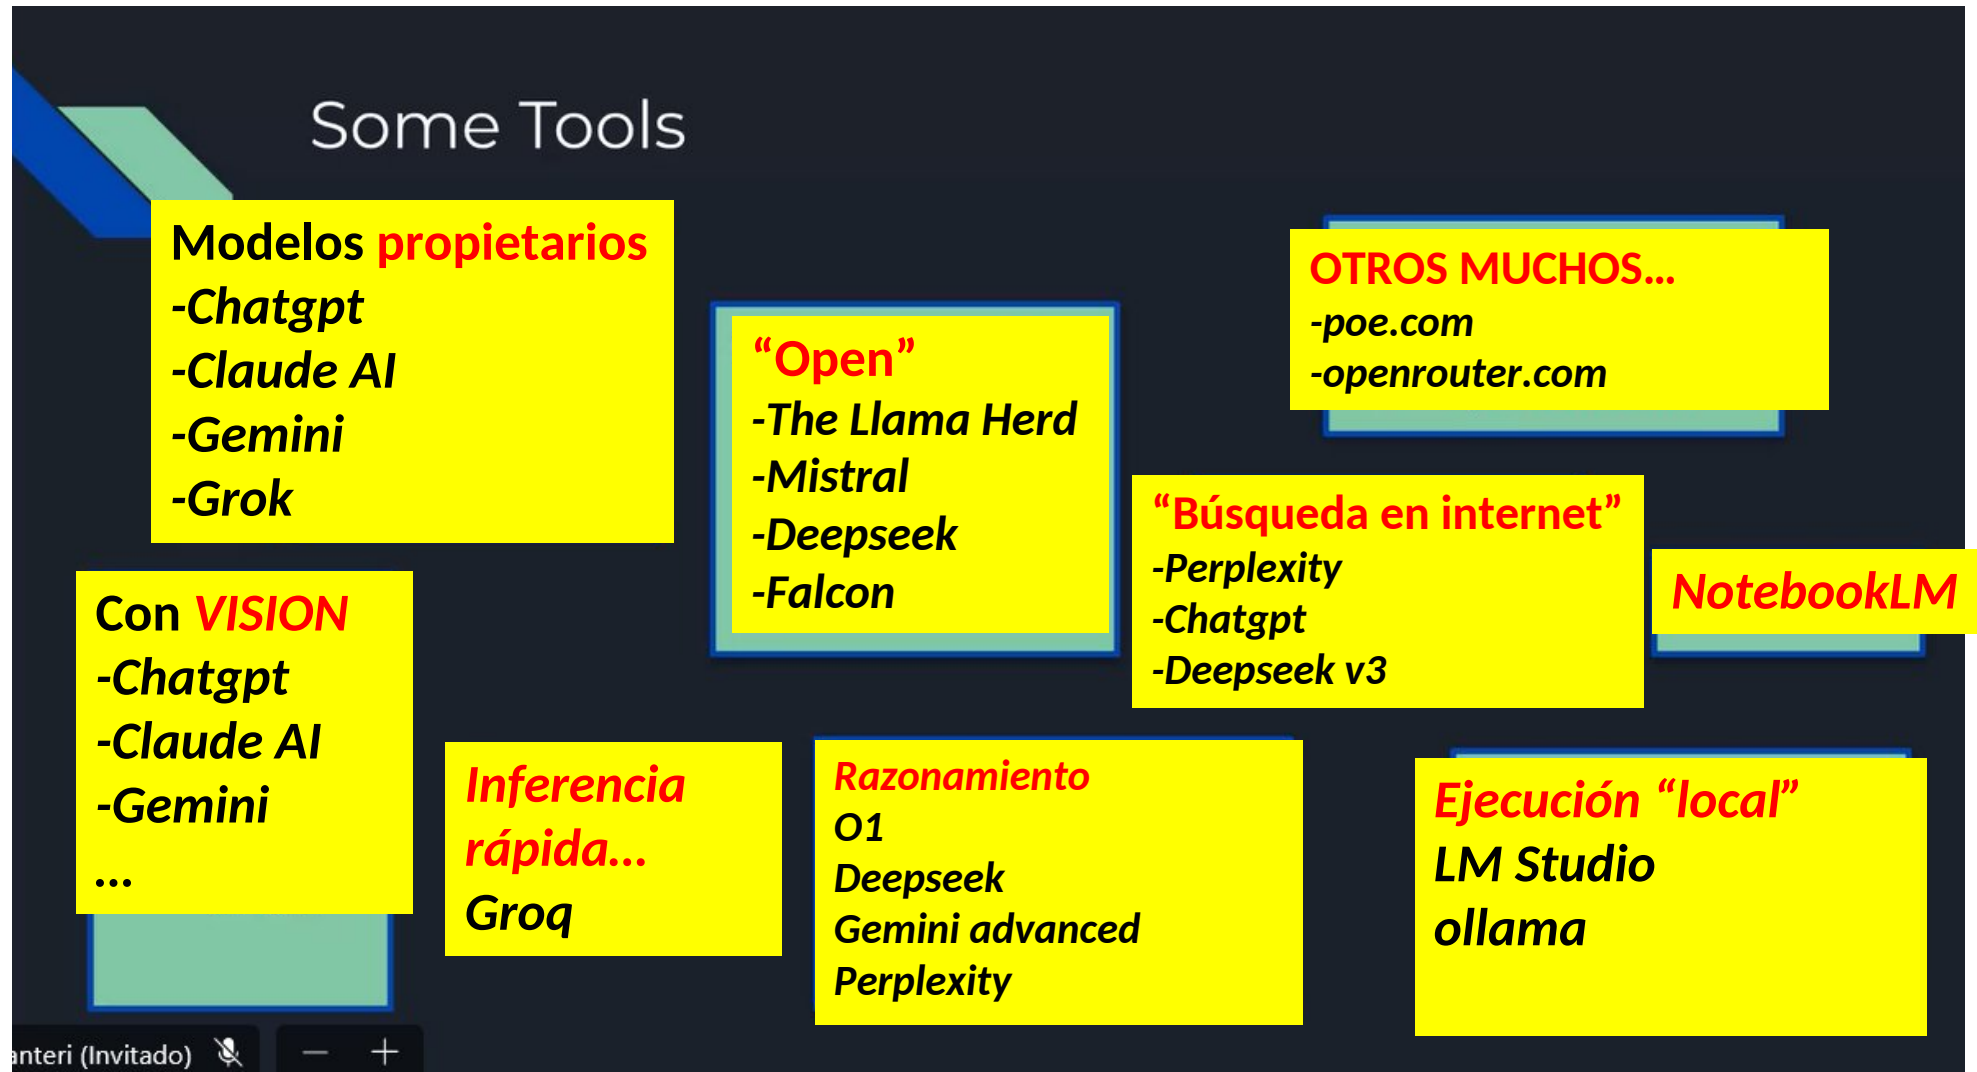 Some Tools
Modelos propietarios
-Chatgpt
-Claude AI
-Gemini
-Grok
OTROS MUCHOS...
-poe.com
-openrouter.com
“Open”
-The Llama Herd
-Mistral
-Deepseek
-Falcon
“Búsqueda en internet”
-Perplexity
-Chatgpt
-Deepseek v3
NotebookLM
Con VISION
-Chatgpt
-Claude AI
-Gemini
...
Inferencia
rápida...
Groq
Razonamiento
O1
Deepseek
Gemini advanced
Perplexity
Ejecución “local”
LM Studio
ollama
anteri (Invitado)